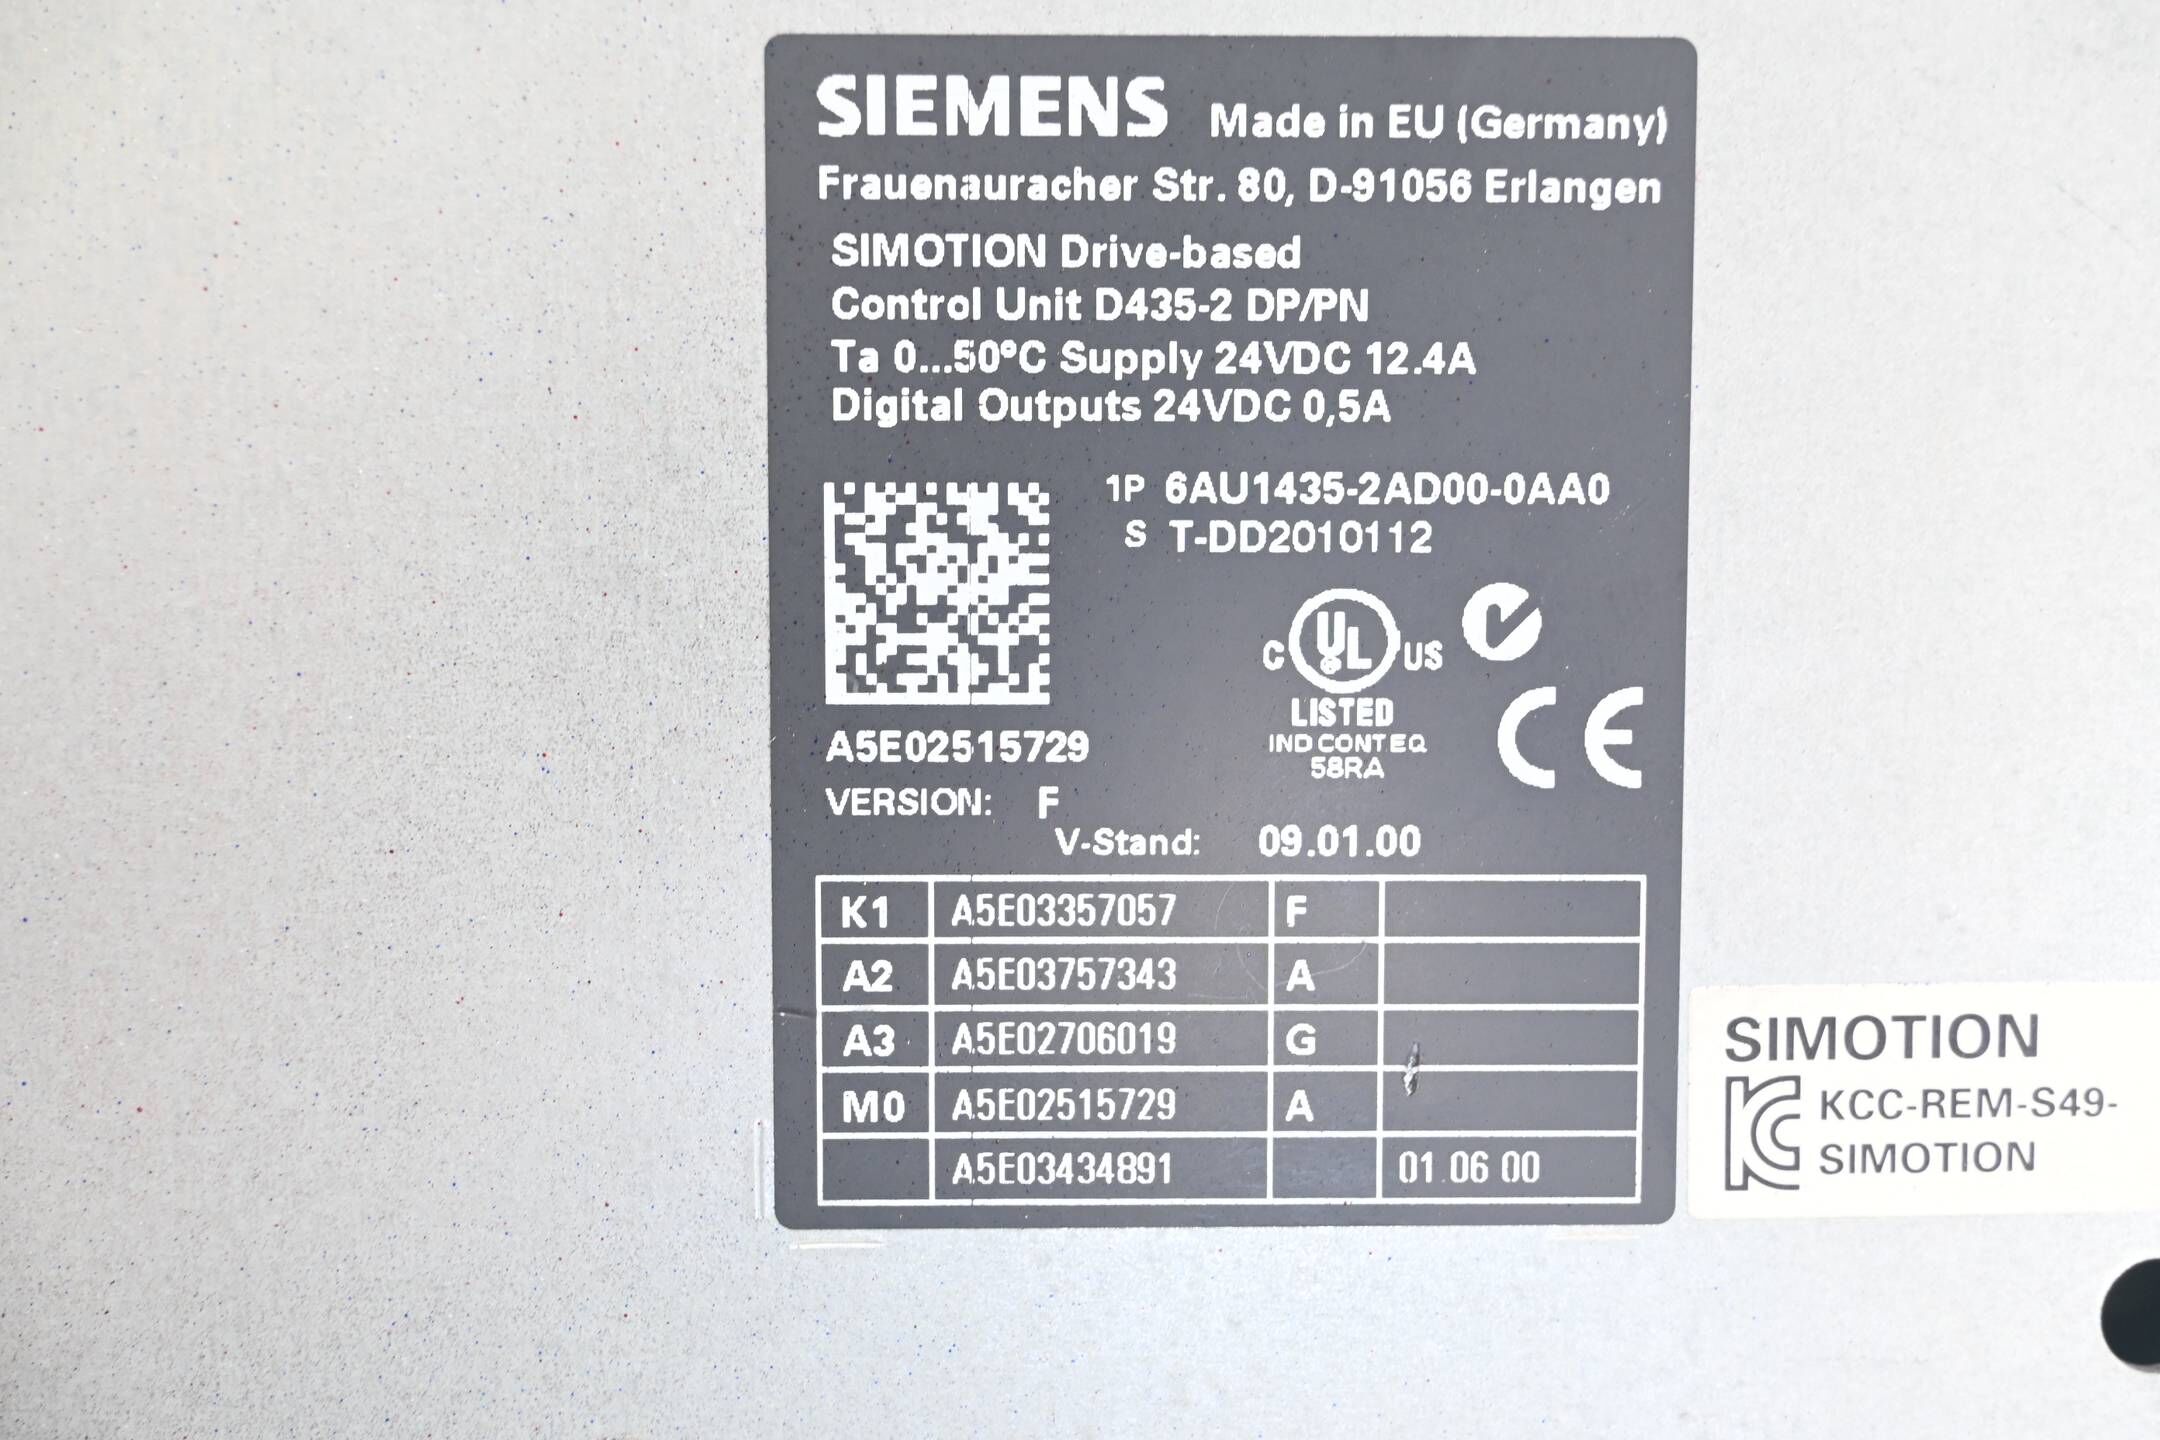 SIEMENS Made in EU (Germany)
Frauenauracher Str. 80, D-91056 Erlangen
SIMOTION Drive-based
Control Unit D435-2 DP/PN
Ta 0...50°C Supply 24VDC 12.4A
Digital Outputs 24VDC 0,5A
1P 6AU1435-2AD00-0AA0
S T-DD2010112
C UL US
LISTED
IND CONT EQ
58RA
CE
A5E02515729
VERSION: F
V-Stand: 09.01.00
K1 A5E03357057 F
A2 A5E03757343 A
A3 A5E02706019 G
M0 A5E02515729 A
A5E03434891 01.06 00
SIMOTION
KCC-REM-S49-
SIMOTION